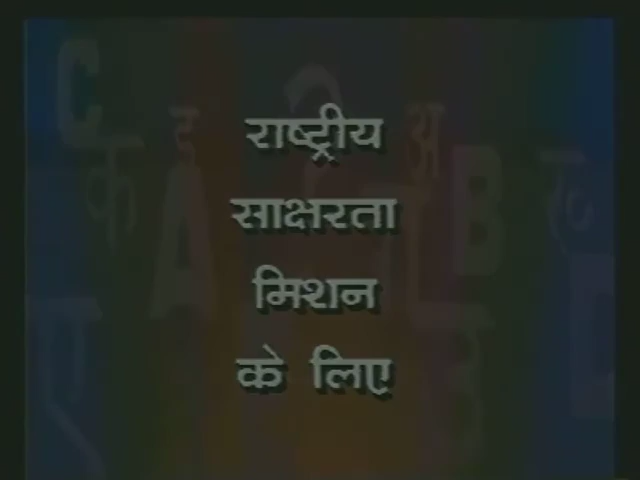 राष्ट्रीय
साक्षरता
मिशन
के लिए